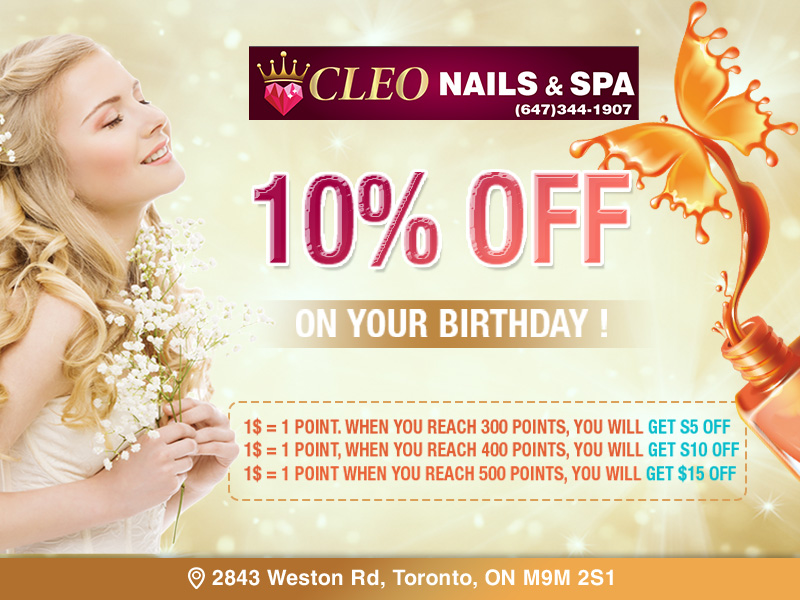 CLEO NAILS & SPA
(647)344-1907
10% OFF
ON YOUR BIRTHDAY !
1$ = 1 POINT. WHEN YOU REACH 300 POINTS, YOU WILL GET S5 OFF
1$ = 1 POINT, WHEN YOU REACH 400 POINTS, YOU WILL GET S10 OFF
1$ = 1 POINT WHEN YOU REACH 500 POINTS, YOU WILL GET $15 OFF
2843 Weston Rd, Toronto, ON M9M 2S1